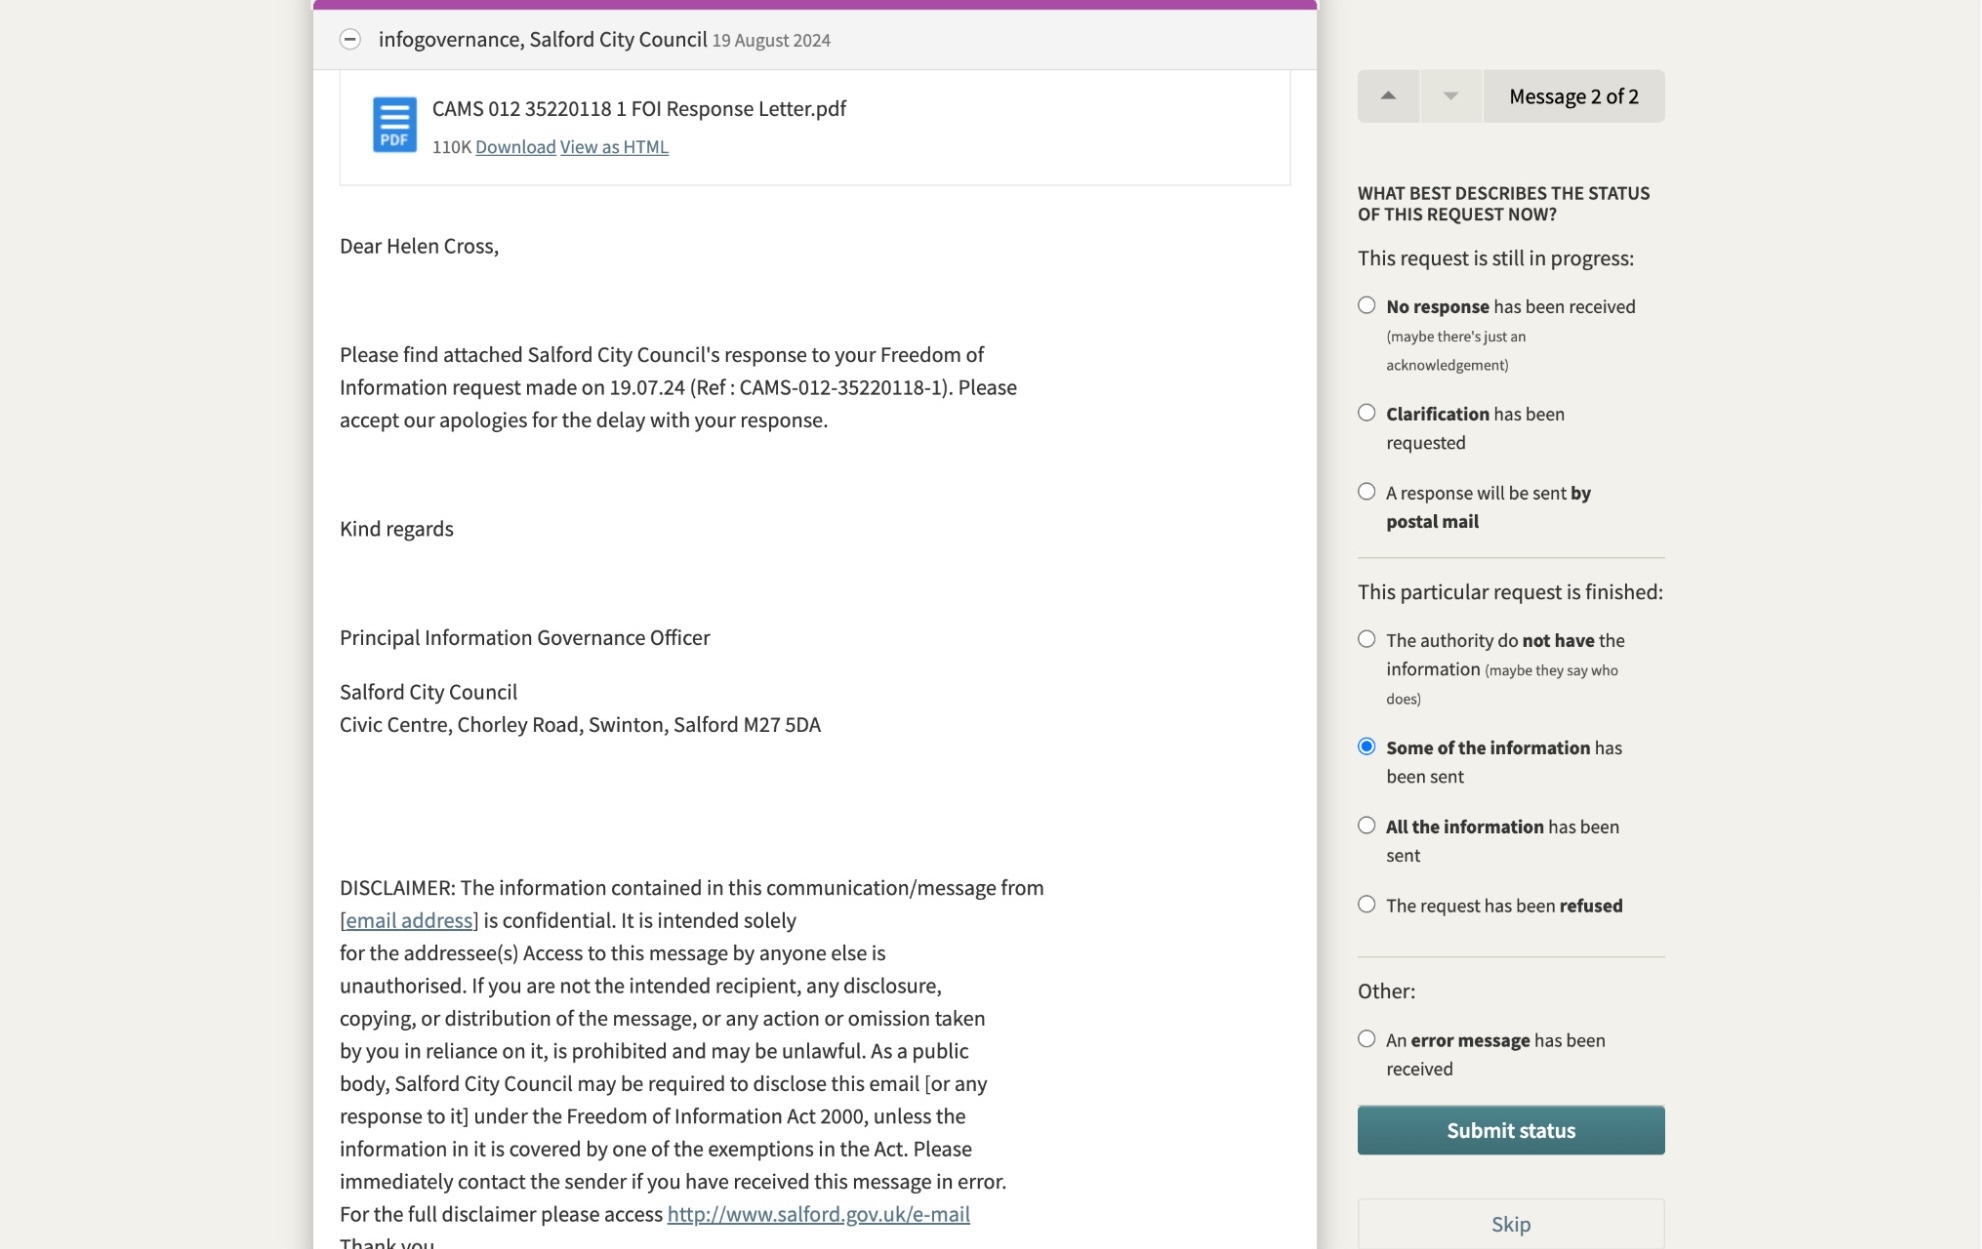 infogovernance, Salford City Council 19 August 2024
PDF
CAMS 012 35220118 1 FOI Response Letter.pdf
110K Download View as HTML
Dear Helen Cross,
Please find attached Salford City Council's response to your Freedom of
Information request made on 19.07.24 (Ref : CAMS-012-35220118-1). Please
accept our apologies for the delay with your response.
Kind regards
Principal Information Governance Officer
Salford City Council
Civic Centre, Chorley Road, Swinton, Salford M27 5DA
DISCLAIMER: The information contained in this communication/message from
[email address] is confidential. It is intended solely
for the addressee(s) Access to this message by anyone else is
unauthorised. If you are not the intended recipient, any disclosure,
copying, or distribution of the message, or any action or omission taken
by you in reliance on it, is prohibited and may be unlawful. As a public
body, Salford City Council may be required to disclose this email [or any
response to it] under the Freedom of Information Act 2000, unless the
information in it is covered by one of the exemptions in the Act. Please
immediately contact the sender if you have received this message in error.
For the full disclaimer please access http://www.salford.gov.uk/e-mail
Thank you
Message 2 of 2
WHAT BEST DESCRIBES THE STATUS
OF THIS REQUEST NOW?
This request is still in progress:
No response has been received
(maybe there's just an
acknowledgement)
Clarification has been
requested
A response will be sent by
postal mail
This particular request is finished:
The authority do not have the
information (maybe they say who
does)
Some of the information has
been sent
All the information has been
sent
The request has been refused
Other:
An error message has been
received
Submit status
Skip